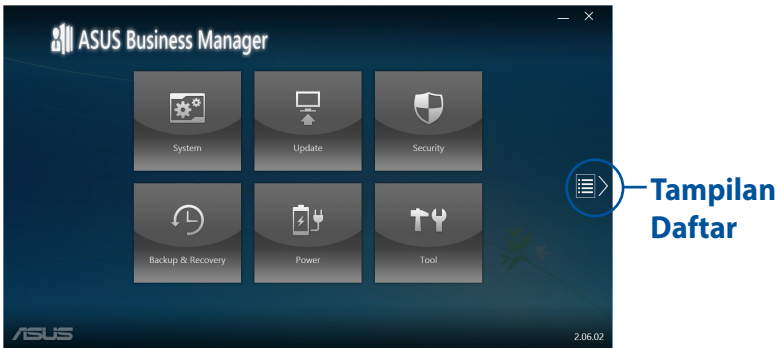 ASUS Business Manager
System
Update
Security
Backup & Recovery
Power
Tool
Tampilan
Daftar
ASUS
2.06.02